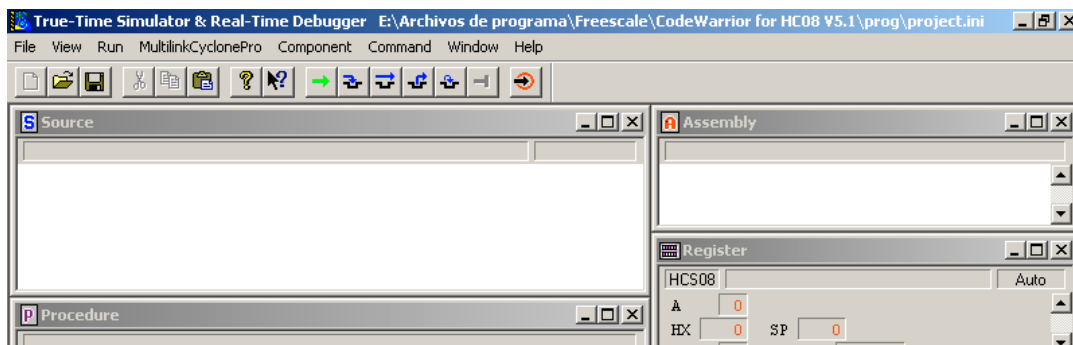 True-Time Simulator & Real-Time Debugger E:\Archivos de programa\Freescale\CodeWarrior for HC08 V5.1\prog\project.ini
File View Run MultilinkCyclonePro Component Command Window Help
S Source
A Assembly
Register
HCS08 Auto
A 0
HX 0 SP 0
P Procedure